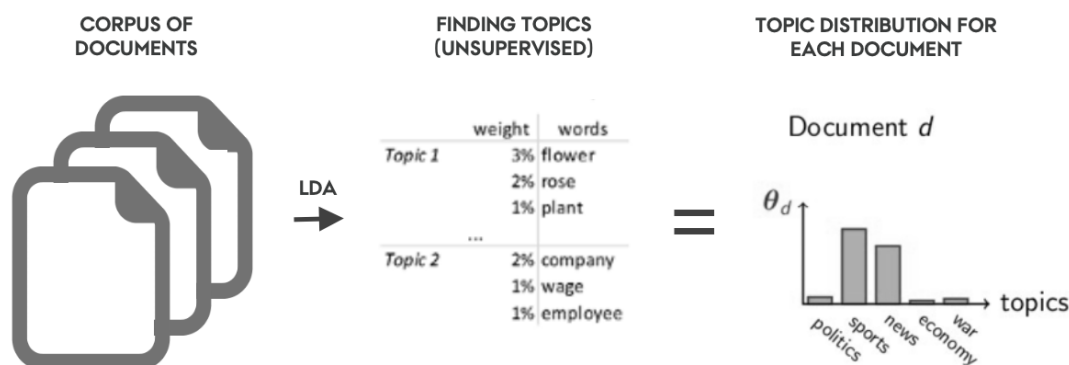 CORPUS OF
DOCUMENTS
FINDING TOPICS
(UNSUPERVISED)
TOPIC DISTRIBUTION FOR
EACH DOCUMENT
LDA
weight words
Topic 1 3% flower
2% rose
1% plant
...
Topic 2 2% company
1% wage
1% employee
=
Document d
θd
topics
politics
sports
news
economy
war